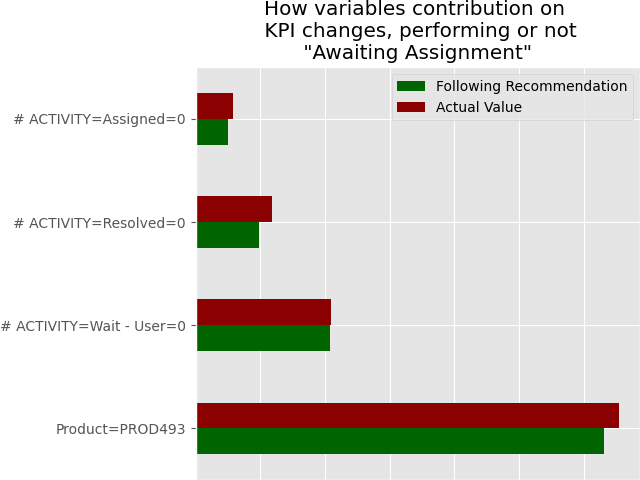 How variables contribution on
KPI changes, performing or not
"Awaiting Assignment"
Following Recommendation
Actual Value
# ACTIVITY=Assigned=0
# ACTIVITY=Resolved=0
# ACTIVITY=Wait - User=0
Product=PROD493